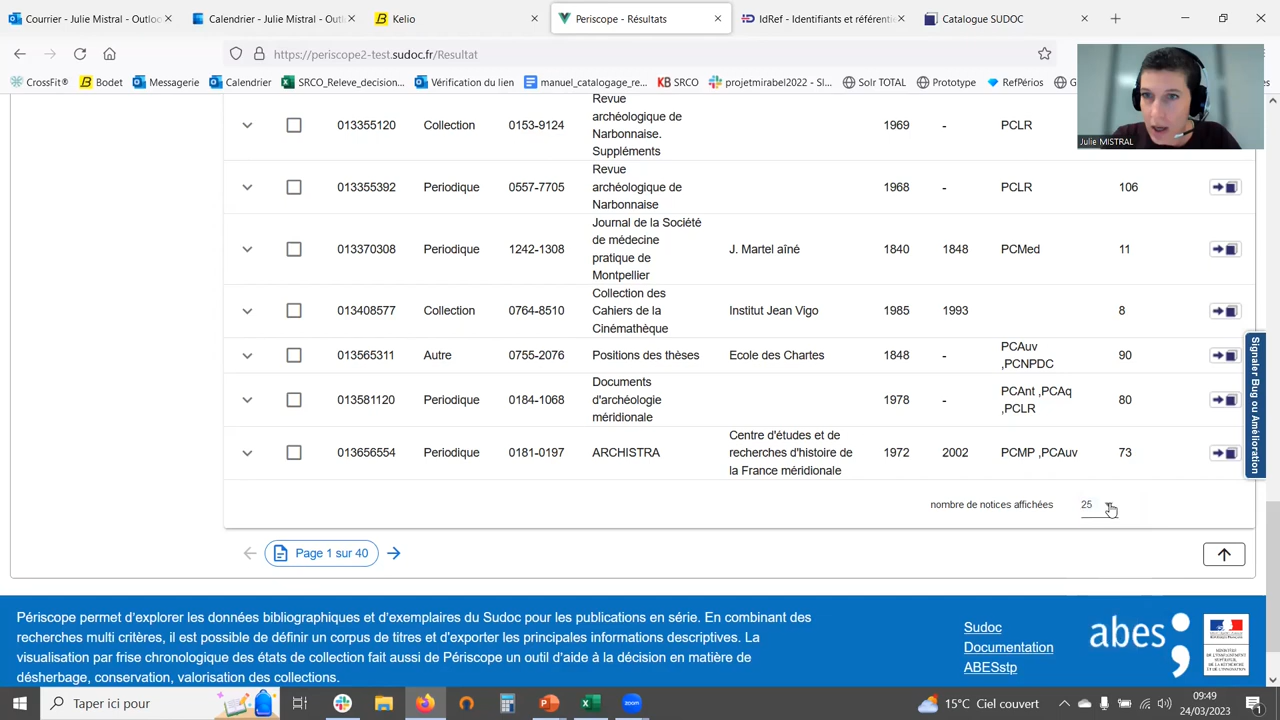 Courrier - Julie Mistral - Outloo
Calendrier - Julie Mistral - Out
Kelio
Periscope - Résultats
IdRef - Identifiants et référentie
Catalogue SUDOC
https://periscope2-test.sudoc.fr/Resultat
CrossFit®
Bodet
Messagerie
Calendrier
SRCO_Releve_decision...
Vérification du lien
manuel_catalogage_re...
KB SRCO
projetmirabel2022 - Sl...
Solr TOTAL
Prototype
RefPérios
Julie MISTRAL
013355120 Collection 0153-9124 Revue archéologique de Narbonnaise. Suppléments 1969 - PCLR
013355392 Periodique 0557-7705 Revue archéologique de Narbonnaise 1968 - PCLR 106
013370308 Periodique 1242-1308 Journal de la Société de médecine pratique de Montpellier J. Martel aîné 1840 1848 PCMed 11
013408577 Collection 0764-8510 Collection des Cahiers de la Cinémathèque Institut Jean Vigo 1985 1993 8
013565311 Autre 0755-2076 Positions des thèses Ecole des Chartes 1848 - PCAuv ,PCNPDC 90
013581120 Periodique 0184-1068 Documents d'archéologie méridionale 1978 - PCAnt ,PCAq ,PCLR 80
013656554 Periodique 0181-0197 ARCHISTRA Centre d'études et de recherches d'histoire de la France méridionale 1972 2002 PCMP ,PCAuv 73
Signaler Bug ou Amélioration
nombre de notices affichées 25
Page 1 sur 40
Périscope permet d'explorer les données bibliographiques et d'exemplaires du Sudoc pour les publications en série. En combinant des
recherches multi critères, il est possible de définir un corpus de titres et d'exporter les principales informations descriptives. La
visualisation par frise chronologique des états de collection fait aussi de Périscope un outil d'aide à la décision en matière de
désherbage, conservation, valorisation des collections.
Sudoc
Documentation
ABESstp
abes
Taper ici pour
zoom
15°C Ciel couvert
09:49
24/03/2023